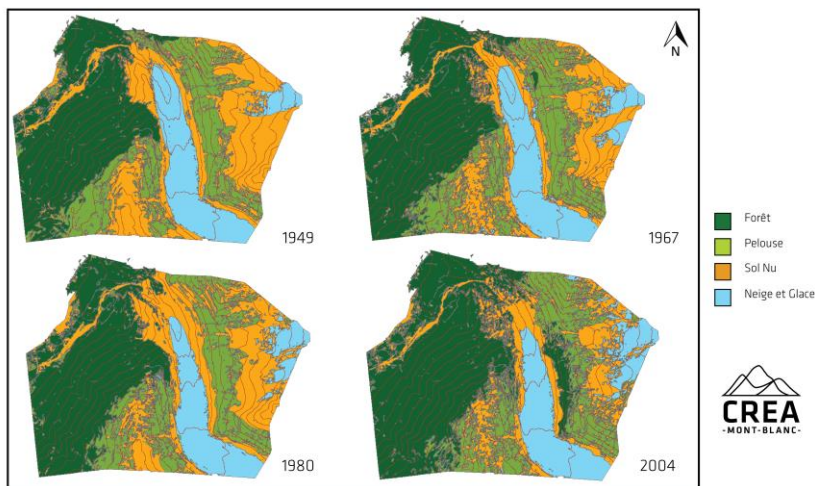 N
1949
1967
Forêt
Pelouse
Sol Nu
Neige et Glace
1980
2004
CREA
-MONT-BLANC-